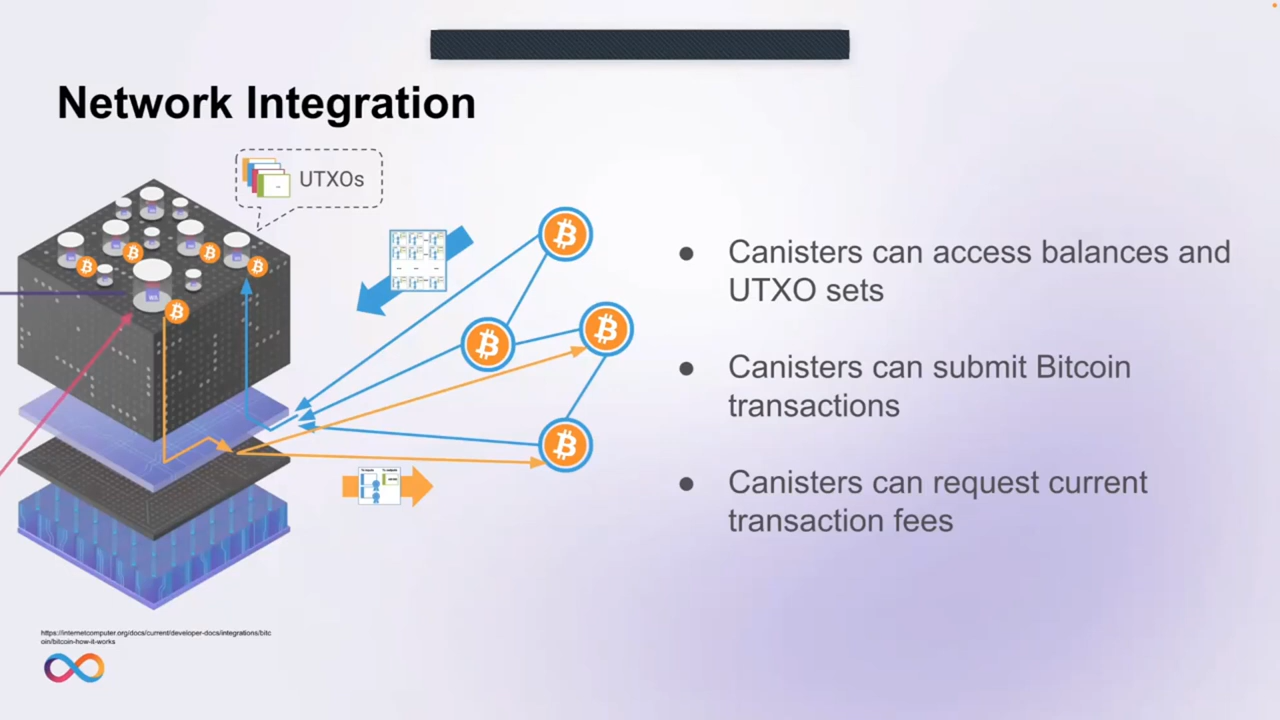 Network Integration
UTXOs
● Canisters can access balances and
UTXO sets
● Canisters can submit Bitcoin
transactions
● Canisters can request current
transaction fees
https://internetcomputer.org/docs/current/developer-docs/integrations/bitc
oin/bitcoin-how-it-works